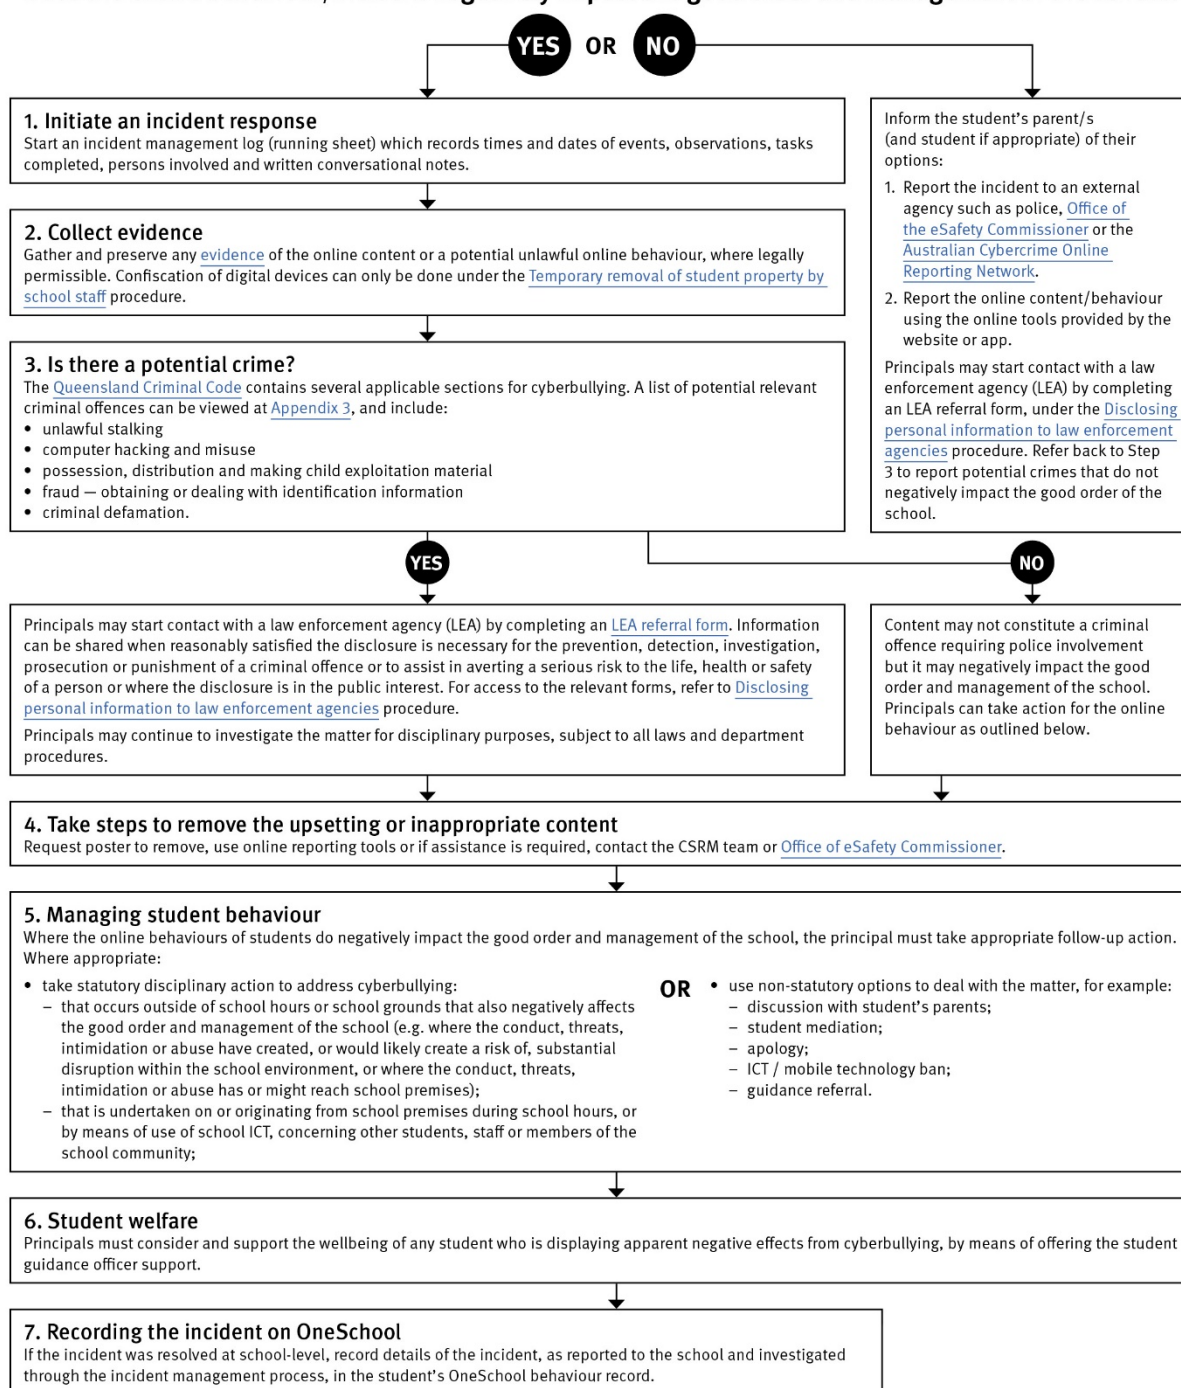 YES OR NO
1. Initiate an incident response
Start an incident management log (running sheet) which records times and dates of events, observations, tasks
completed, persons involved and written conversational notes.
2. Collect evidence
Gather and preserve any evidence of the online content or a potential unlawful online behaviour, where legally
permissible. Confiscation of digital devices can only be done under the Temporary removal of student property by
school staff procedure.
3. Is there a potential crime?
The Queensland Criminal Code contains several applicable sections for cyberbullying. A list of potential relevant
criminal offences can be viewed at Appendix 3, and include:
• unlawful stalking
• computer hacking and misuse
• possession, distribution and making child exploitation material
• fraud — obtaining or dealing with identification information
• criminal defamation.
Inform the student's parent/s
(and student if appropriate) of their
options:
1. Report the incident to an external
agency such as police, Office of
the eSafety Commissioner or the
Australian Cybercrime Online
Reporting Network.
2. Report the online content/behaviour
using the online tools provided by the
website or app.
Principals may start contact with a law
enforcement agency (LEA) by completing
an LEA referral form, under the Disclosing
personal information to law enforcement
agencies procedure. Refer back to Step
3 to report potential crimes that do not
negatively impact the good order of the
school.
YES
NO
Principals may start contact with a law enforcement agency (LEA) by completing an LEA referral form. Information
can be shared when reasonably satisfied the disclosure is necessary for the prevention, detection, investigation,
prosecution or punishment of a criminal offence or to assist in averting a serious risk to the life, health or safety
of a person or where the disclosure is in the public interest. For access to the relevant forms, refer to Disclosing
personal information to law enforcement agencies procedure.
Principals may continue to investigate the matter for disciplinary purposes, subject to all laws and department
procedures.
Content may not constitute a criminal
offence requiring police involvement
but it may negatively impact the good
order and management of the school.
Principals can take action for the online
behaviour as outlined below.
4. Take steps to remove the upsetting or inappropriate content
Request poster to remove, use online reporting tools or if assistance is required, contact the CSRM team or Office of eSafety Commissioner.
5. Managing student behaviour
Where the online behaviours of students do negatively impact the good order and management of the school, the principal must take appropriate follow-up action.
Where appropriate:
• take statutory disciplinary action to address cyberbullying:
– that occurs outside of school hours or school grounds that also negatively affects
the good order and management of the school (e.g. where the conduct, threats,
intimidation or abuse have created, or would likely create a risk of, substantial
disruption within the school environment, or where the conduct, threats,
intimidation or abuse has or might reach school premises);
– that is undertaken on or originating from school premises during school hours, or
by means of use of school ICT, concerning other students, staff or members of the
school community;
OR
• use non-statutory options to deal with the matter, for example:
– discussion with student's parents;
– student mediation;
– apology;
– ICT / mobile technology ban;
– guidance referral.
6. Student welfare
Principals must consider and support the wellbeing of any student who is displaying apparent negative effects from cyberbullying, by means of offering the student
guidance officer support.
7. Recording the incident on OneSchool
If the incident was resolved at school-level, record details of the incident, as reported to the school and investigated
through the incident management process, in the student's OneSchool behaviour record.